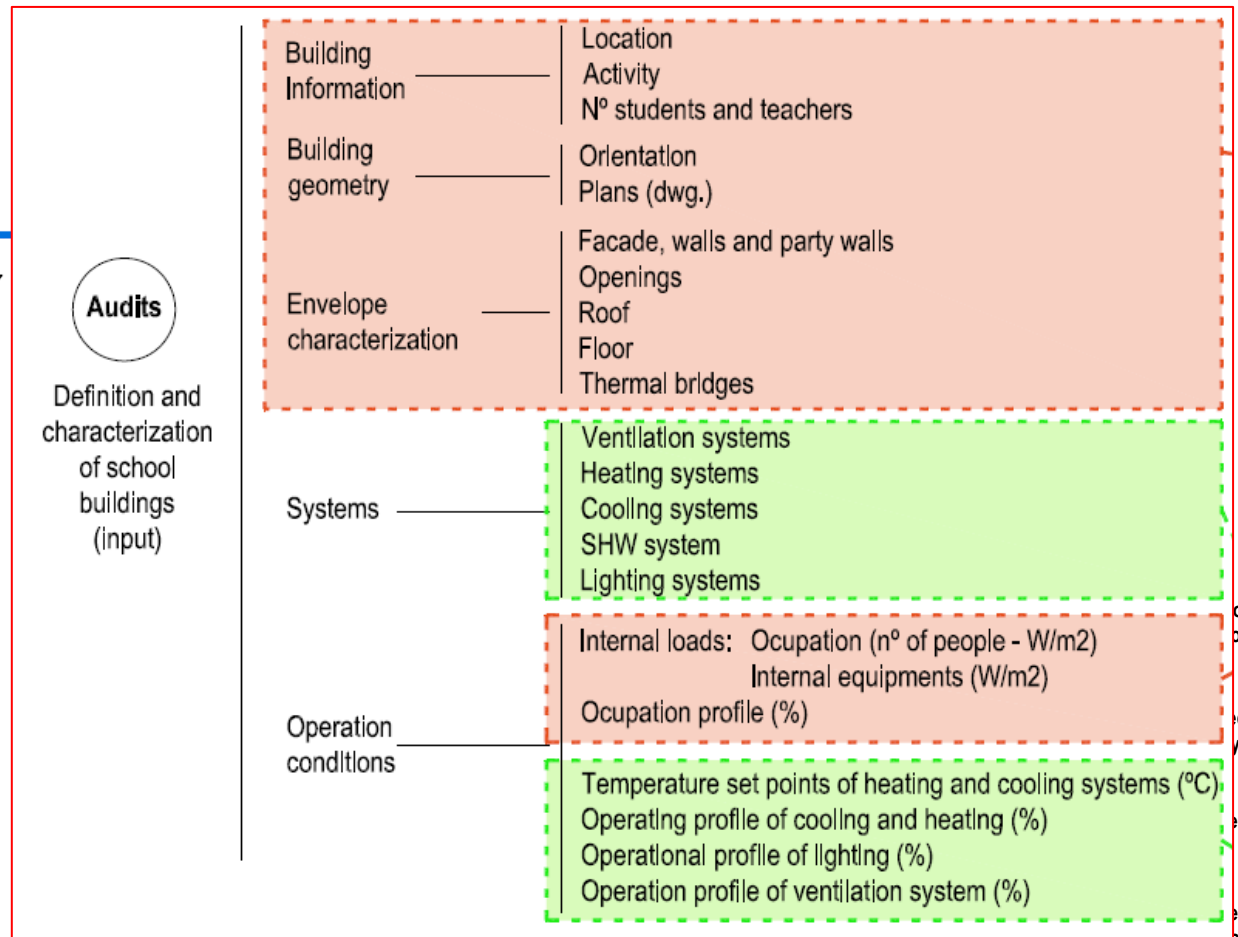 Audits
Definition and
characterization
of school
buildings
(input)
Building
Information
Location
Activity
Nº students and teachers
Building
geometry
Orientation
Plans (dwg.)
Envelope
characterization
Facade, walls and party walls
Openings
Roof
Floor
Thermal bridges
Systems
Ventilation systems
Heating systems
Cooling systems
SHW system
Lighting systems
Operation
conditions
Internal loads: Ocupation (nº of people - W/m2)
Internal equipments (W/m2)
Ocupation profile (%)
Temperature set points of heating and cooling systems (ºC)
Operating profile of cooling and heating (%)
Operational profile of lighting (%)
Operation profile of ventilation system (%)